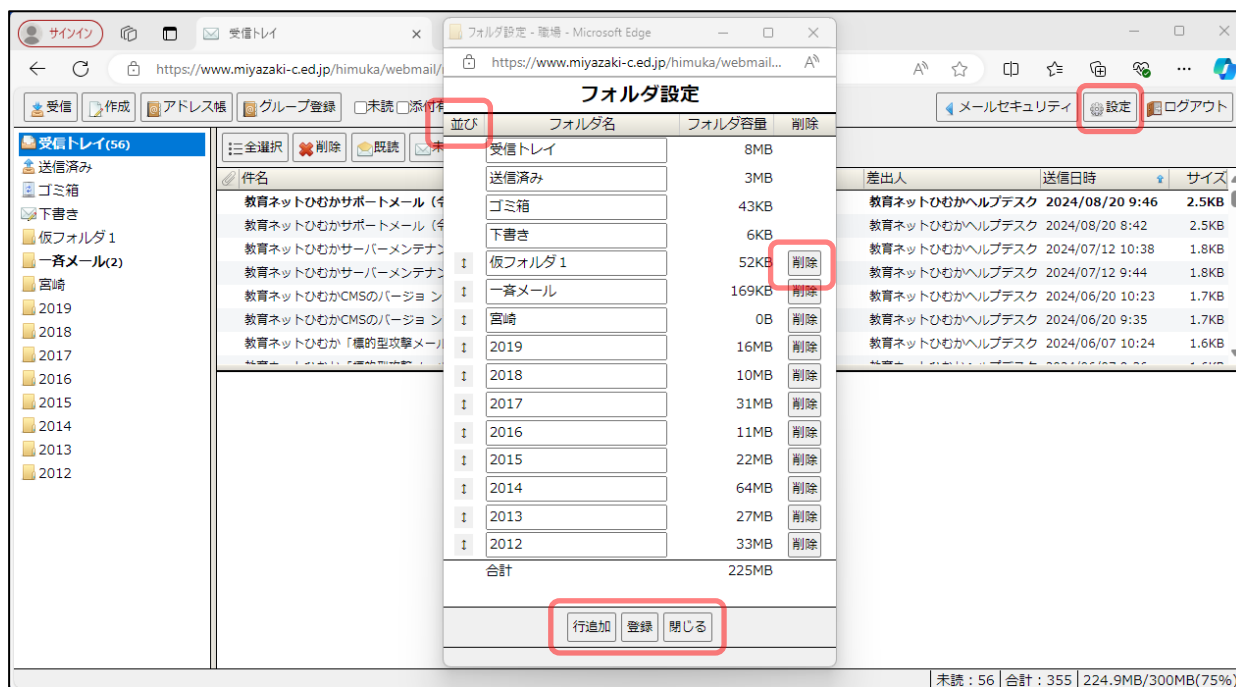 サインイン
受信トレイ
フォルダ設定 - 職場 - Microsoft Edge
https://www.miyazaki-c.ed.jp/himuka/webmail/
https://www.miyazaki-c.ed.jp/himuka/webmail...
受信 作成 アドレス帳 グループ登録 未読 添付
メールセキュリティ 設定 ログアウト
フォルダ設定
並び フォルダ名 フォルダ容量 削除
受信トレイ 8MB
送信済み 3MB
ゴミ箱 43KB
下書き 6KB
仮フォルダ1 52KB 削除
一斉メール 169KB 削除
宮崎 0B 削除
2019 16MB 削除
2018 10MB 削除
2017 31MB 削除
2016 11MB 削除
2015 22MB 削除
2014 64MB 削除
2013 27MB 削除
2012 33MB 削除
合計 225MB
行追加 登録 閉じる
受信トレイ(56)
送信済み
ゴミ箱
下書き
仮フォルダ1
一斉メール(2)
宮崎
2019
2018
2017
2016
2015
2014
2013
2012
全選択 削除 既読
件名 差出人 送信日時 サイズ
教育ネットひむかサポートメール（ 教育ネットひむかヘルプデスク 2024/08/20 9:46 2.5KB
教育ネットひむかサポートメール（ 教育ネットひむかヘルプデスク 2024/08/20 8:42 2.5KB
教育ネットひむかサーバーメンテナン 教育ネットひむかヘルプデスク 2024/07/12 10:38 1.8KB
教育ネットひむかサーバーメンテナン 教育ネットひむかヘルプデスク 2024/07/12 9:44 1.8KB
教育ネットひむかCMSのバージョン 教育ネットひむかヘルプデスク 2024/06/20 10:23 1.7KB
教育ネットひむかCMSのバージョン 教育ネットひむかヘルプデスク 2024/06/20 9:35 1.7KB
教育ネットひむか「標的型攻撃メール 教育ネットひむかヘルプデスク 2024/06/07 10:24 1.6KB
未読：56 合計：355 224.9MB/300MB(75%)